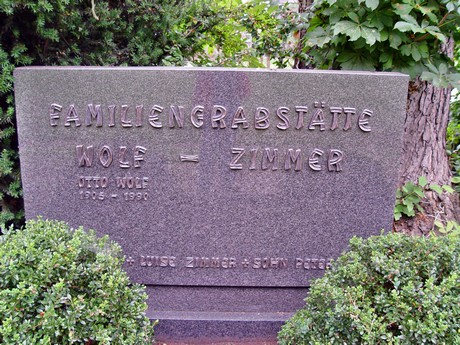 FAMILIENGRABSTÄTTE
WOLF = ZIMMER
OTTO WOLF
1905 - 1990
* LUISE ZIMMER * SOHN PETER